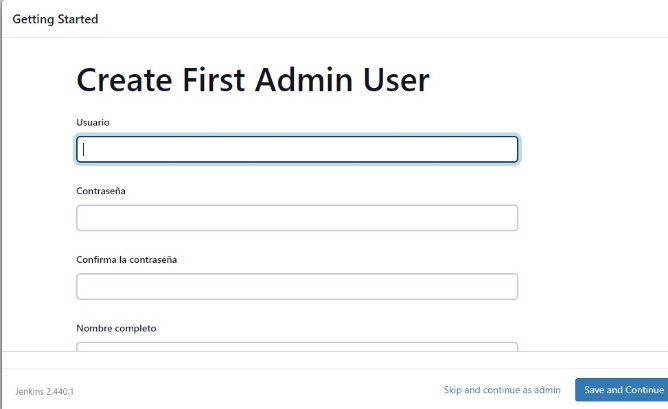 Getting Started
Create First Admin User
Usuario
Contraseña
Confirma la contraseña
Nombre completo
Jenkins 2.440.1
Skip and continue as admin
Save and Continue